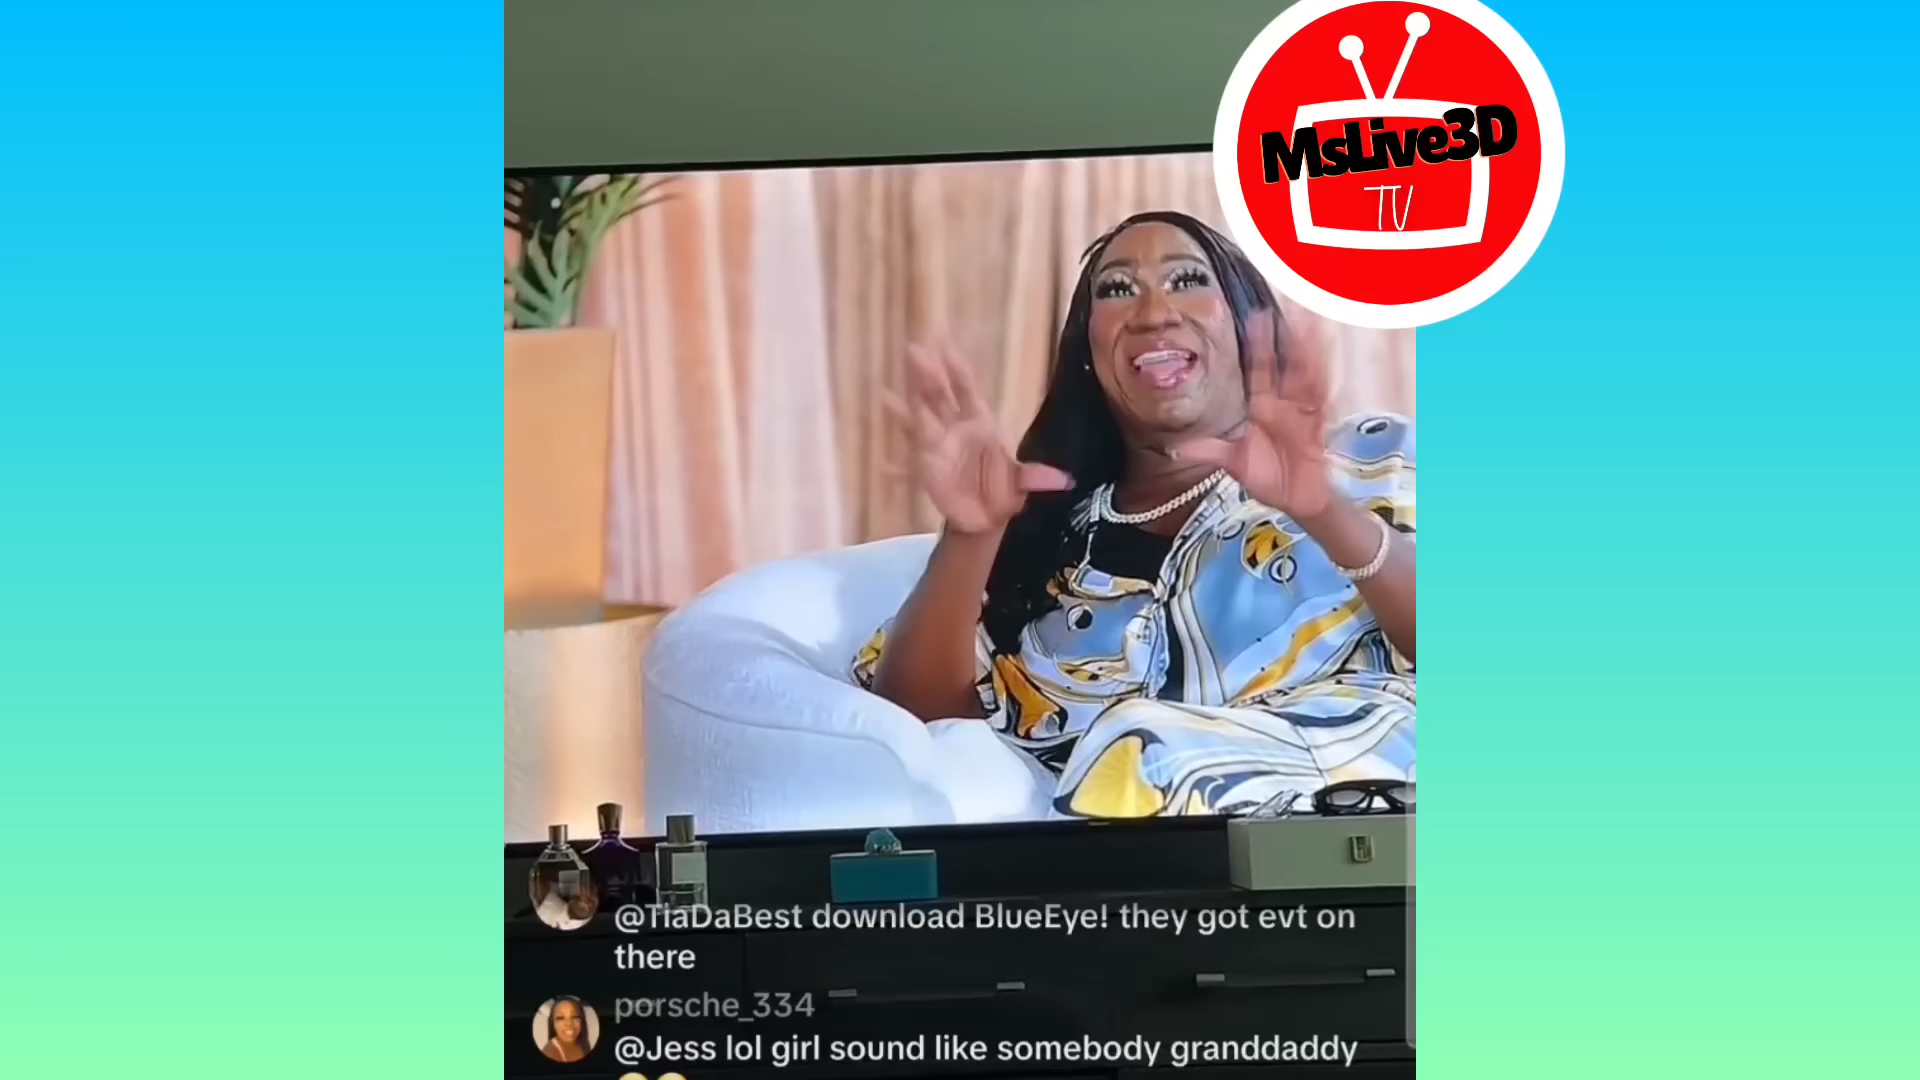 MsLive3D
TV
@TiaDaBest download BlueEye! they got evt on
there
porsche_334
@Jess lol girl sound like somebody granddaddy